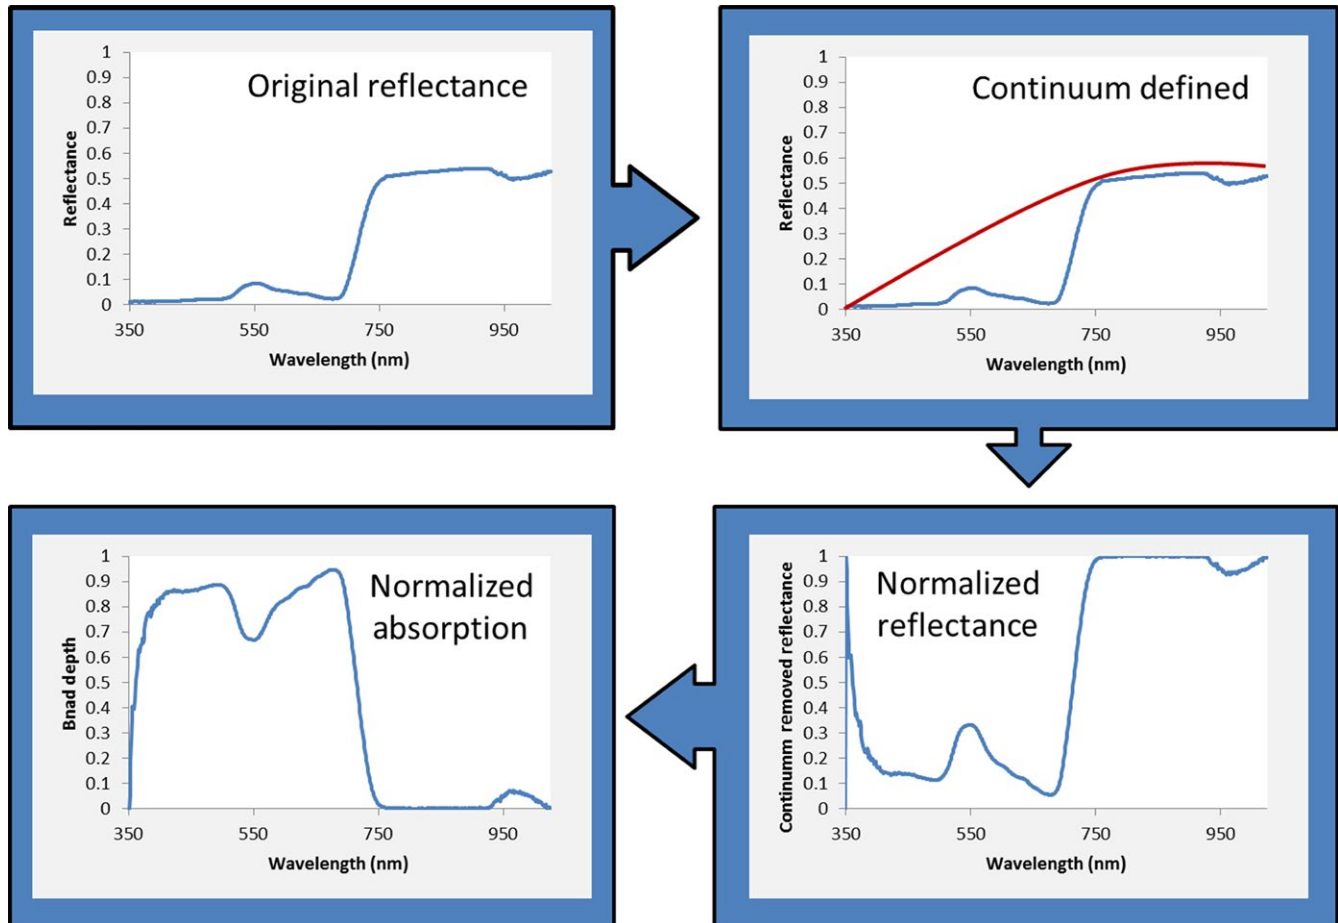 Original reflectance
Reflectance
1
0.9
0.8
0.7
0.6
0.5
0.4
0.3
0.2
0.1
0
350 550 750 950
Wavelength (nm)
Continuum defined
Reflectance
1
0.9
0.8
0.7
0.6
0.5
0.4
0.3
0.2
0.1
0
350 550 750 950
Wavelength (nm)
Normalized
absorption
Bnad depth
1
0.9
0.8
0.7
0.6
0.5
0.4
0.3
0.2
0.1
0
350 550 750 950
Wavelength (nm)
Normalized
reflectance
Continumm removed reflectance
1
0.9
0.8
0.7
0.6
0.5
0.4
0.3
0.2
0.1
0
350 550 750 950
Wavelength (nm)